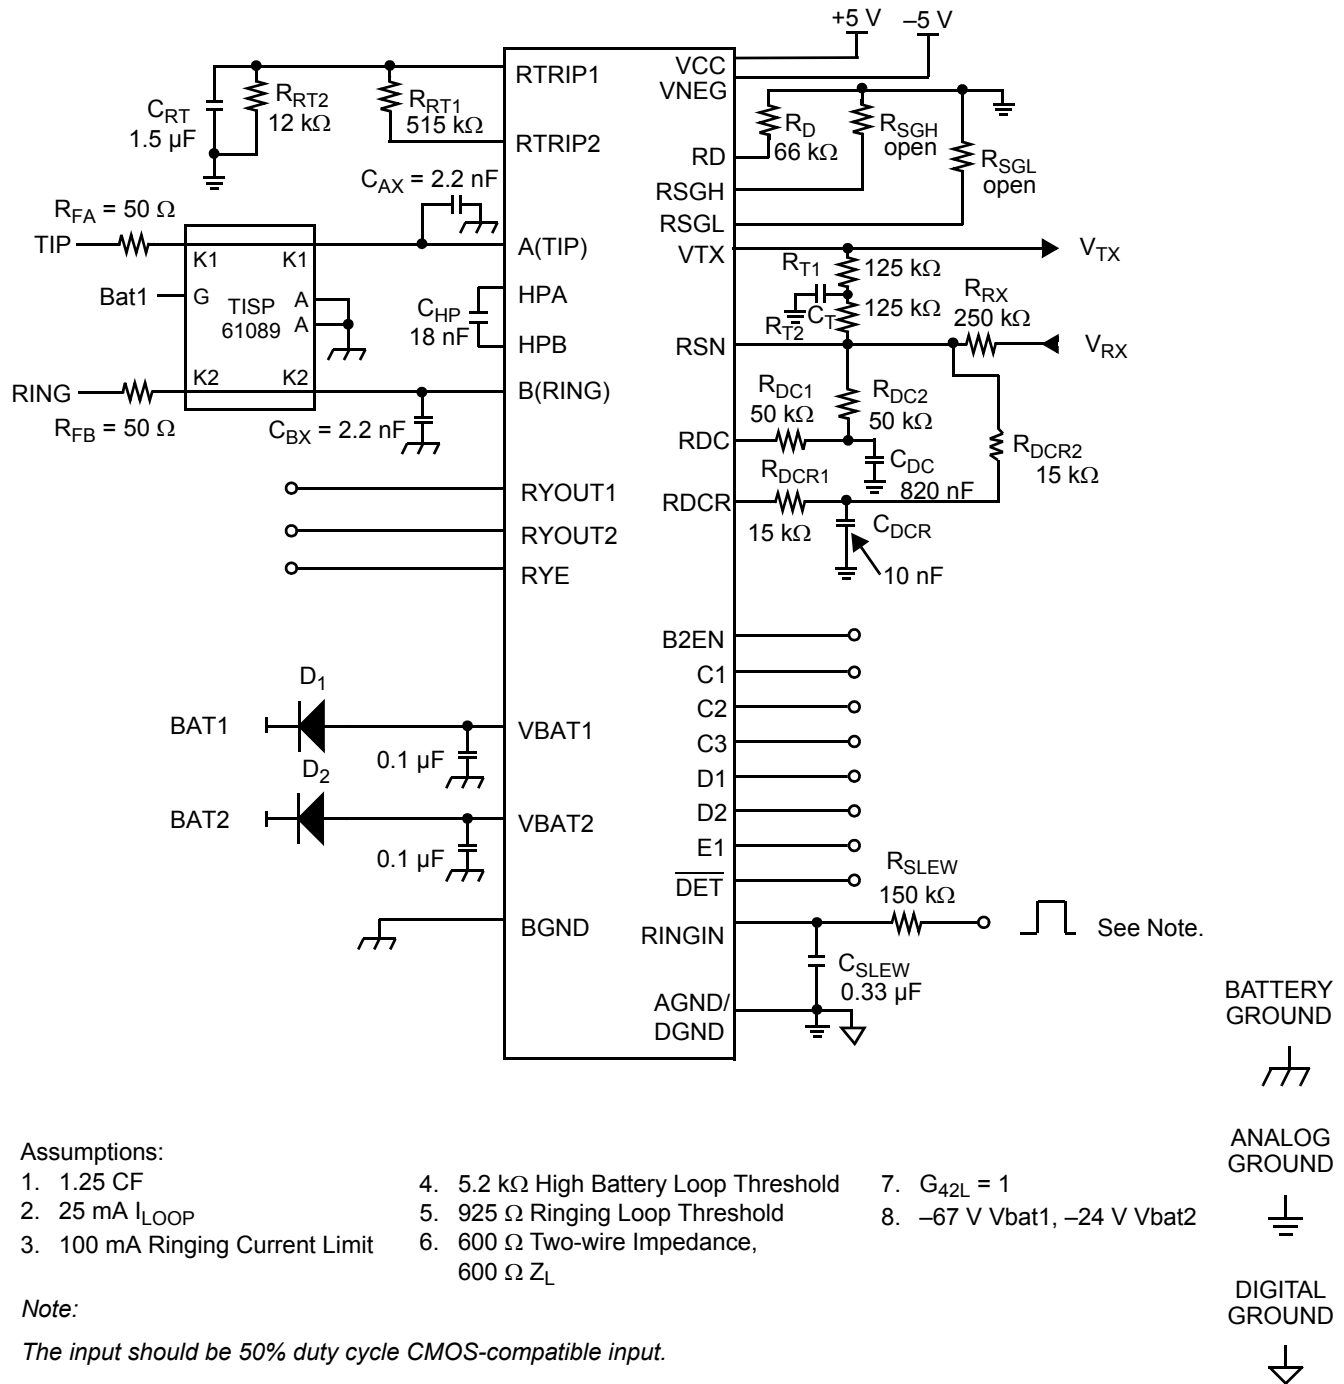 +5 V
–5 V
RTRIP1
VCC
VNEG
C_RT
1.5 µF
R_RT2
12 kΩ
R_RT1
515 kΩ
RTRIP2
R_D
66 kΩ
R_SGH
open
R_SGL
open
RD
RSGH
RSGL
C_AX = 2.2 nF
R_FA = 50 Ω
TIP
A(TIP)
VTX
V_TX
K1
K1
Bat1
G
TISP
61089
A
A
K2
K2
C_HP
18 nF
HPA
HPB
R_T1
125 kΩ
C_T
R_T2
125 kΩ
R_RX
250 kΩ
RSN
V_RX
RING
R_FB = 50 Ω
C_BX = 2.2 nF
B(RING)
R_DC1
50 kΩ
R_DC2
50 kΩ
RDC
C_DC
820 nF
R_DCR2
15 kΩ
R_DCR1
15 kΩ
RDCR
C_DCR
10 nF
RYOUT1
RYOUT2
RYE
B2EN
C1
C2
C3
D1
D2
E1
DET
D_1
BAT1
0.1 µF
VBAT1
D_2
BAT2
0.1 µF
VBAT2
BGND
RINGIN
R_SLEW
150 kΩ
See Note.
C_SLEW
0.33 µF
AGND/
DGND
BATTERY
GROUND
ANALOG
GROUND
DIGITAL
GROUND
Assumptions:
1. 1.25 CF
2. 25 mA I_LOOP
3. 100 mA Ringing Current Limit
4. 5.2 kΩ High Battery Loop Threshold
5. 925 Ω Ringing Loop Threshold
6. 600 Ω Two-wire Impedance,
600 Ω Z_L
7. G_42L = 1
8. –67 V Vbat1, –24 V Vbat2
Note:
The input should be 50% duty cycle CMOS-compatible input.